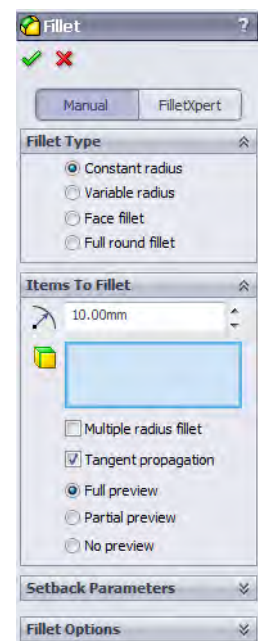 Fillet ?
Manual FilletXpert
Fillet Type
Constant radius
Variable radius
Face fillet
Full round fillet
Items To Fillet
10.00mm
Multiple radius fillet
Tangent propagation
Full preview
Partial preview
No preview
Setback Parameters
Fillet Options